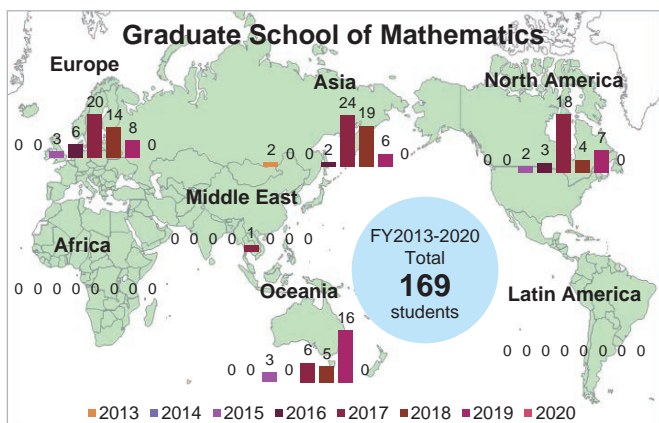 Graduate School of Mathematics
Europe
0 0 3 6 20 14 8 0
Asia
2 0 0 2 24 19 6 0
North America
0 0 2 3 18 4 7 0
Middle East
0 0 0 0 1 0 0 0
Africa
0 0 0 0 0 0 0 0
FY2013-2020
Total
169
students
Oceania
0 0 3 0 6 5 16 0
Latin America
0 0 0 0 0 0 0 0
2013 2014 2015 2016 2017 2018 2019 2020